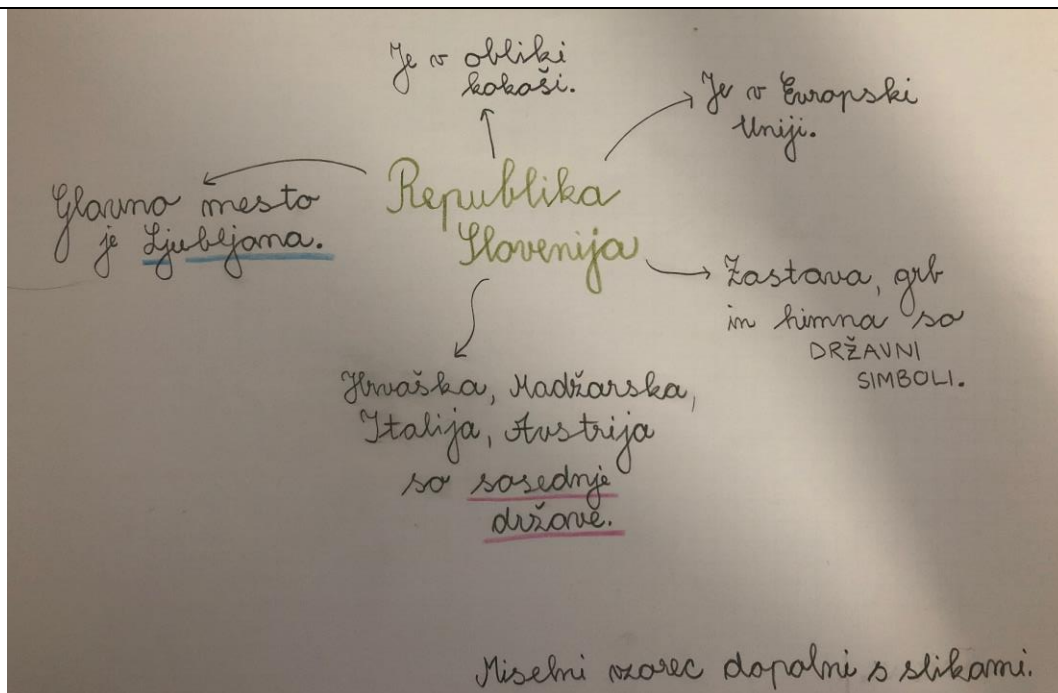 Je v obliki
kokoši.
Je v Evropski
Uniji.
Glavno mesto
je Ljubljana.
Republika
Slovenija
Zastava, grb
in himna so
DRŽAVNI
SIMBOLI.
Hrvaška, Madžarska,
Italija, Avstrija
so sosednje
države.
Miselni vzorec dopolni s slikami.